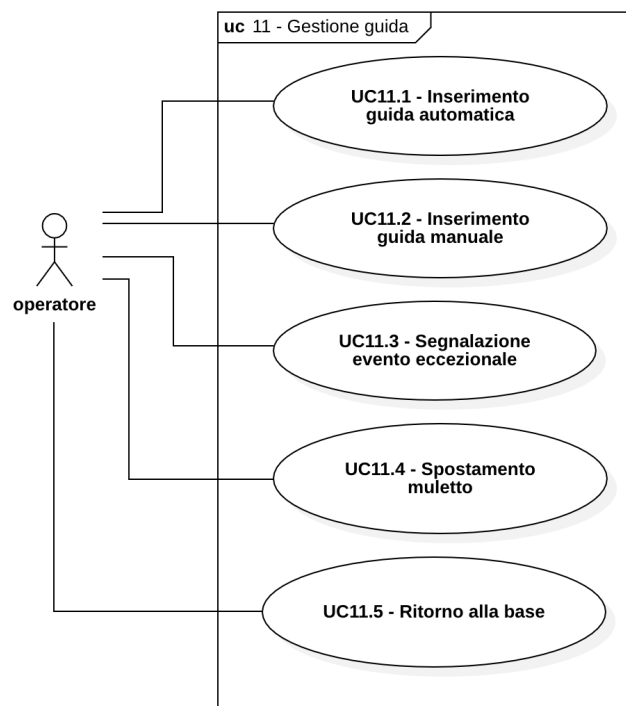 uc 11 - Gestione guida
UC11.1 - Inserimento
guida automatica
UC11.2 - Inserimento
guida manuale
operatore
UC11.3 - Segnalazione
evento eccezionale
UC11.4 - Spostamento
muletto
UC11.5 - Ritorno alla base